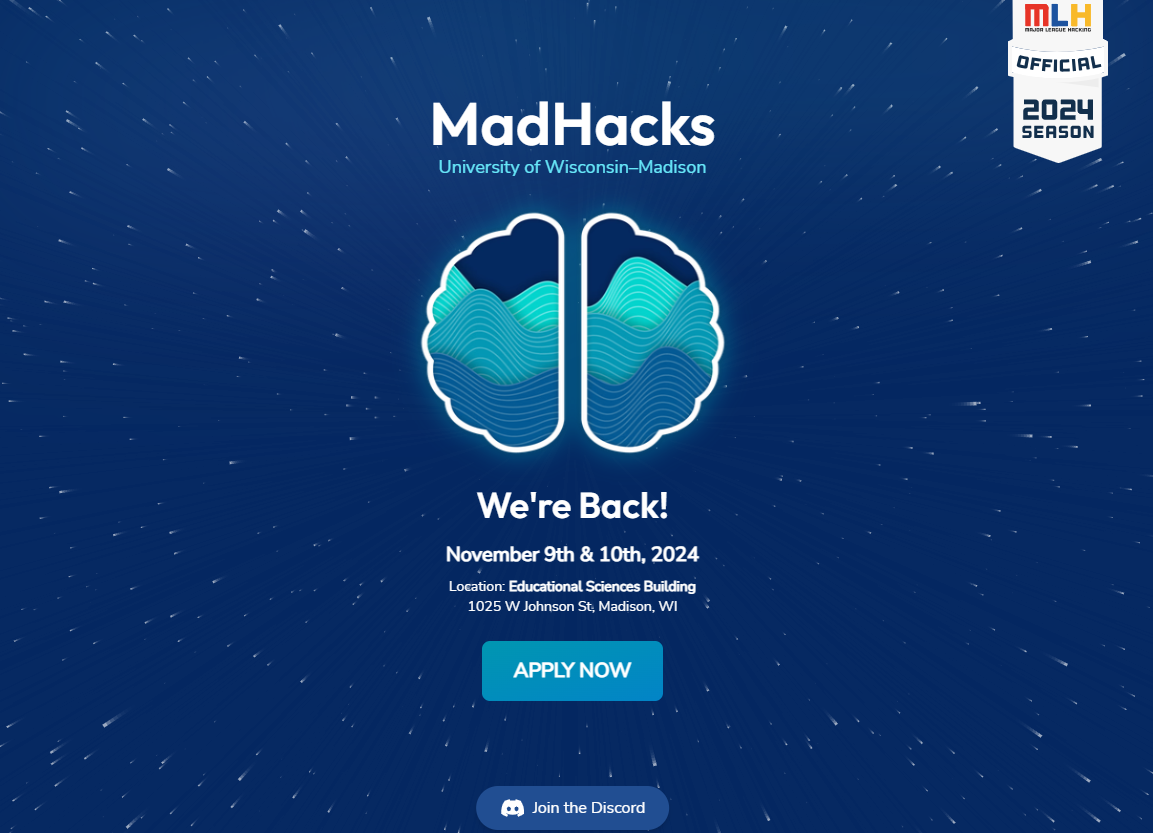 MLH
MAJOR LEAGUE HACKING
OFFICIAL
2024
SEASON
MadHacks
University of Wisconsin–Madison
We're Back!
November 9th & 10th, 2024
Location: Educational Sciences Building
1025 W Johnson St, Madison, WI
APPLY NOW
Join the Discord